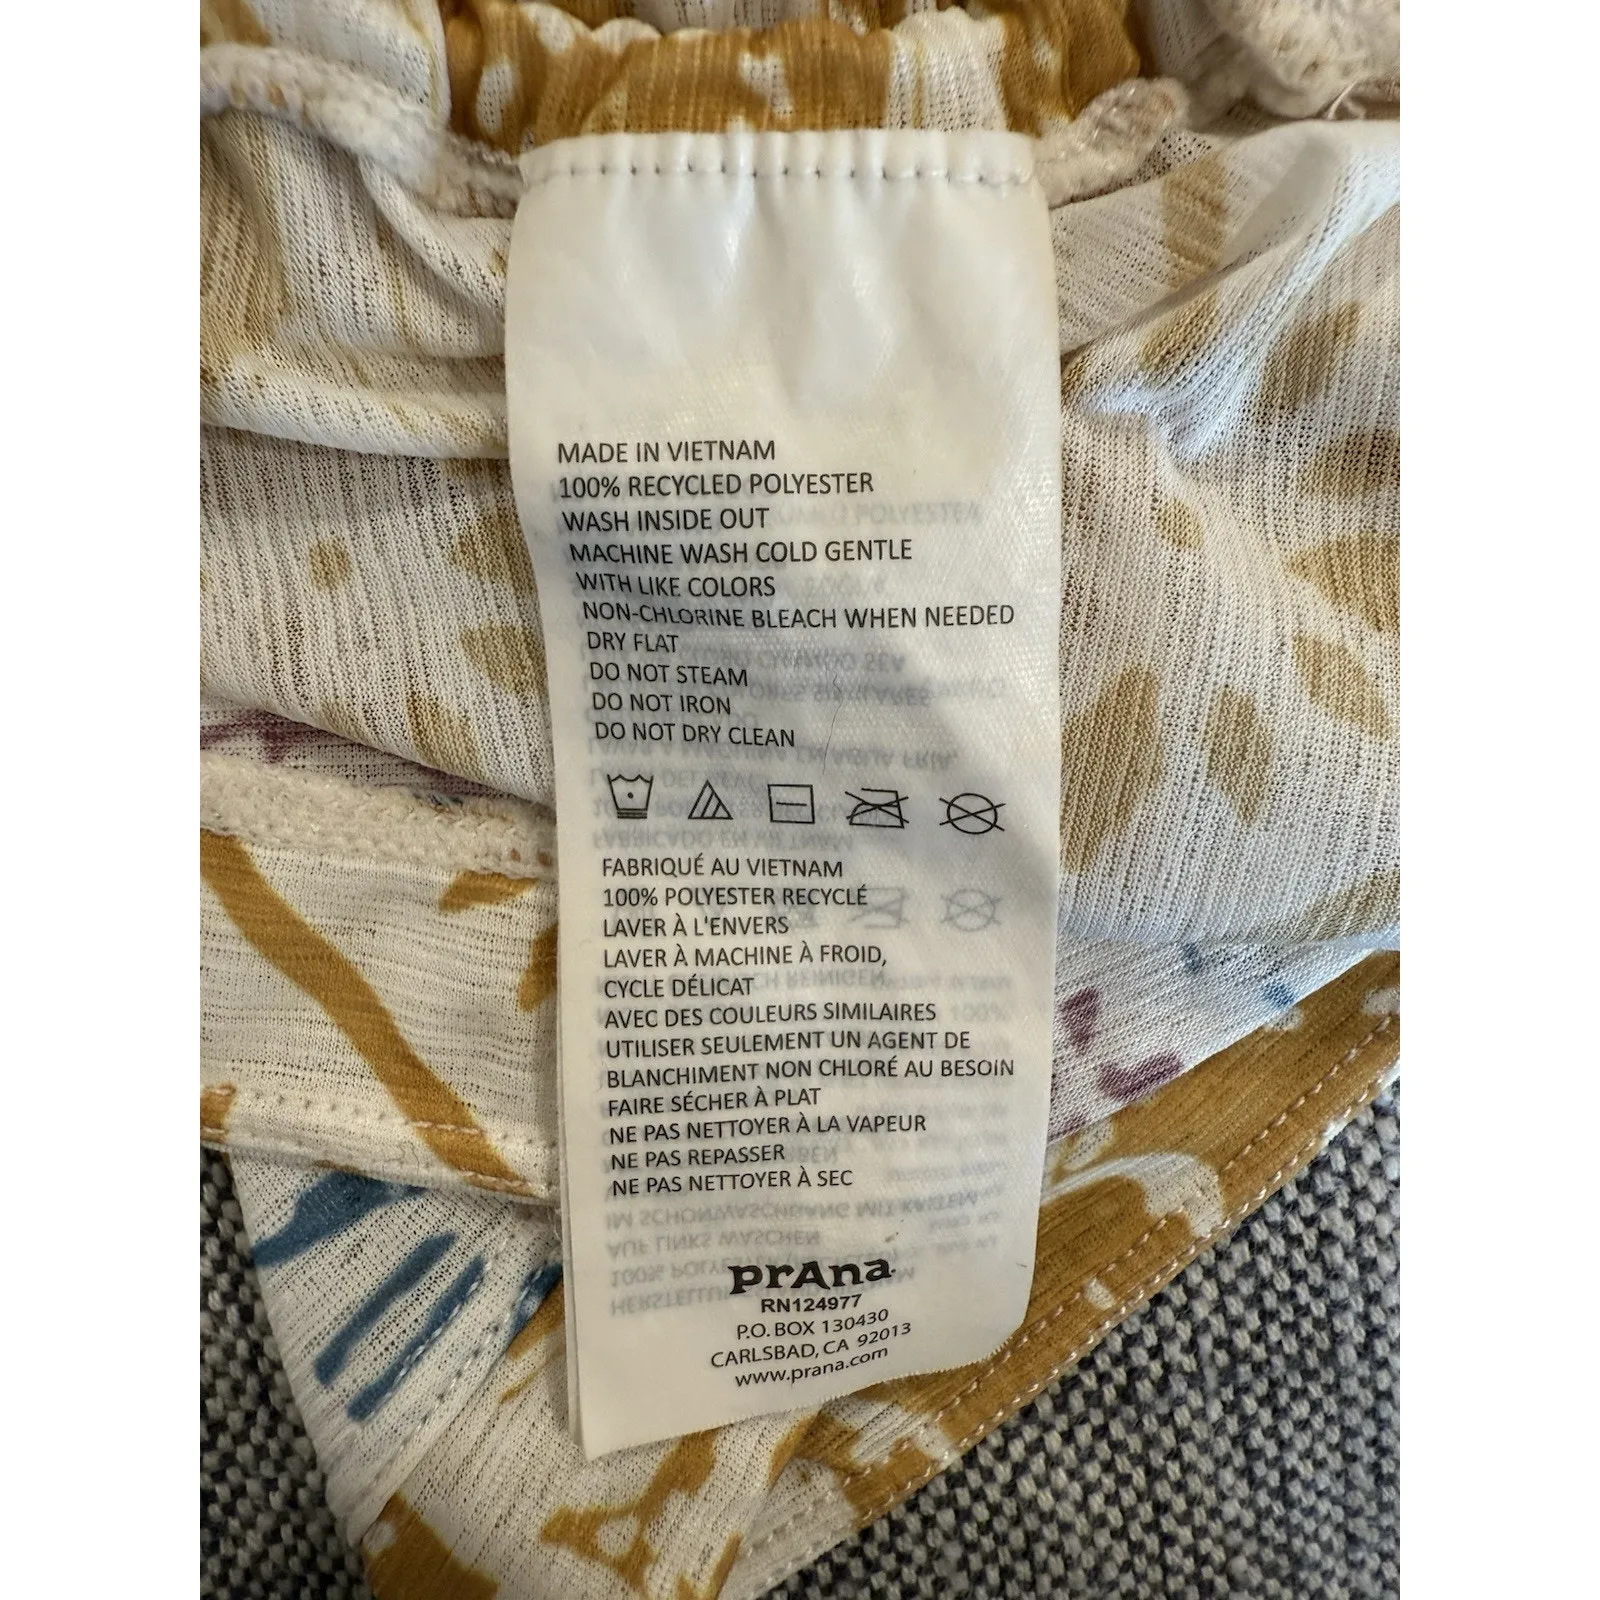 MADE IN VIETNAM
100% RECYCLED POLYESTER
WASH INSIDE OUT
MACHINE WASH COLD GENTLE
WITH LIKE COLORS
NON-CHLORINE BLEACH WHEN NEEDED
DRY FLAT
DO NOT STEAM
DO NOT IRON
DO NOT DRY CLEAN
FABRIQUÉ AU VIETNAM
100% POLYESTER RECYCLÉ
LAVER À L'ENVERS
LAVER À MACHINE À FROID,
CYCLE DÉLICAT
AVEC DES COULEURS SIMILAIRES
UTILISER SEULEMENT UN AGENT DE
BLANCHIMENT NON CHLORÉ AU BESOIN
FAIRE SÉCHER À PLAT
NE PAS NETTOYER À LA VAPEUR
NE PAS REPASSER
NE PAS NETTOYER À SEC
prAna
RN124977
P.O. BOX 130430
CARLSBAD, CA 92013
www.prana.com